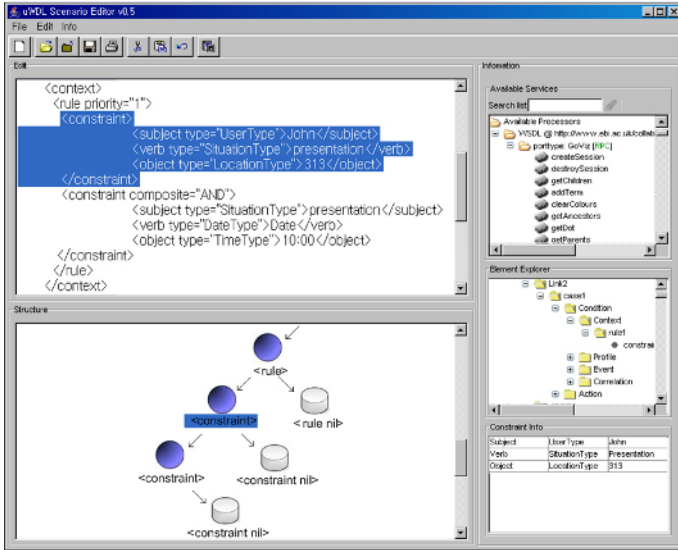 uWDL Scenario Editor v0,5
File Edit Info
Edit
<context>
<rule priority="1">
<constraint>
<subject type="UserType">John</subject>
<verb type="SituationType">presentation</verb>
<object type="LocationType">313</object>
</constraint>
<constraint composite="AND">
<subject type="SituationType">presentation</subject>
<verb type="DateType">Date</verb>
<object type="TimeType">10:00</object>
</constraint>
</rule>
</context>
Structure
<rule>
<constraint>
<rule nil>
<constraint>
<constraint nil>
<constraint nil>
Infomation
Available Services
Search list
Available Processors
WSDL @ http://www.ebi.ac.uk/collab
porttype: GoViz [RPC]
createSession
destroySession
getChildren
addTerm
clearColours
getAncestors
getDot
getParents
Element Explorer
Link2
case1
Condition
Context
rule1
constrai
Profile
Event
Correlation
Action
Constraint Info
Subject UserType John
Verb SituationType Presentation
Object LocationType 313